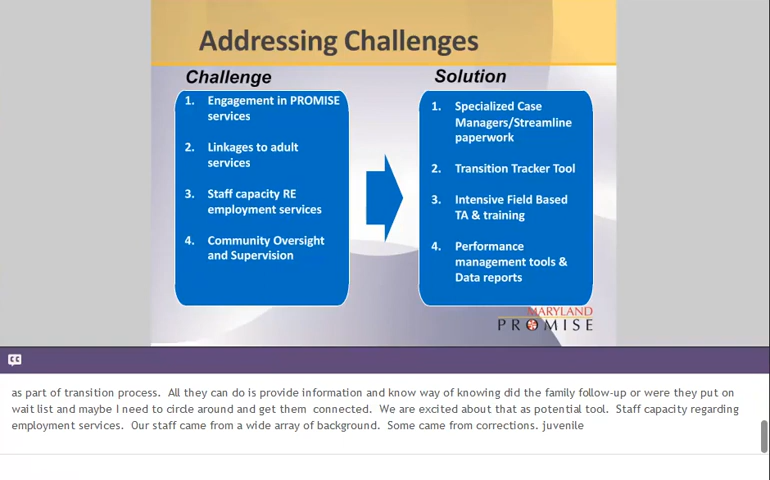 Addressing Challenges
Challenge
1. Engagement in PROMISE
services
2. Linkages to adult
services
3. Staff capacity RE
employment services
4. Community Oversight
and Supervision
Solution
1. Specialized Case
Managers/Streamline
paperwork
2. Transition Tracker Tool
3. Intensive Field Based
TA & training
4. Performance
management tools &
Data reports
MARYLAND
PROMISE
CC
as part of transition process. All they can do is provide information and know way of knowing did the family follow-up or were they put on
wait list and maybe I need to circle around and get them connected. We are excited about that as potential tool. Staff capacity regarding
employment services. Our staff came from a wide array of background. Some came from corrections. juvenile